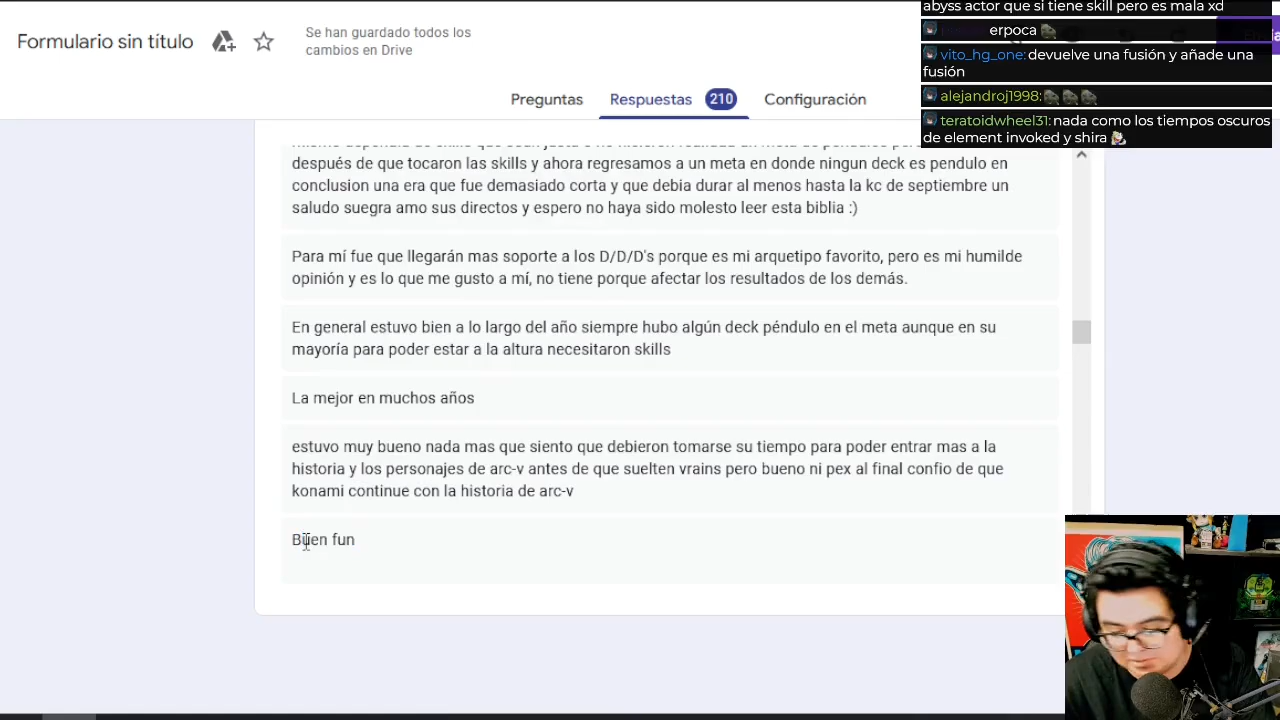 abyss actor que si tiene skill pero es mala xd
Formulario sin título
Se han guardado todos los
cambios en Drive
erpoca
vito_hg_one: devuelve una fusión y añade una
fusión
alejandroj1998:
teratoidwheel31: nada como los tiempos oscuros
de element invoked y shira
Preguntas
Respuestas 210
Configuración
después de que tocaron las skills y ahora regresamos a un meta en donde ningun deck es pendulo en
conclusion una era que fue demasiado corta y que debia durar al menos hasta la kc de septiembre un
saludo suegra amo sus directos y espero no haya sido molesto leer esta biblia :)
Para mí fue que llegarán mas soporte a los D/D/D's porque es mi arquetipo favorito, pero es mi humilde
opinión y es lo que me gusto a mí, no tiene porque afectar los resultados de los demás.
En general estuvo bien a lo largo del año siempre hubo algún deck péndulo en el meta aunque en su
mayoría para poder estar a la altura necesitaron skills
La mejor en muchos años
estuvo muy bueno nada mas que siento que debieron tomarse su tiempo para poder entrar mas a la
historia y los personajes de arc-v antes de que suelten vrains pero bueno ni pex al final confio de que
konami continue con la historia de arc-v
Buen fun